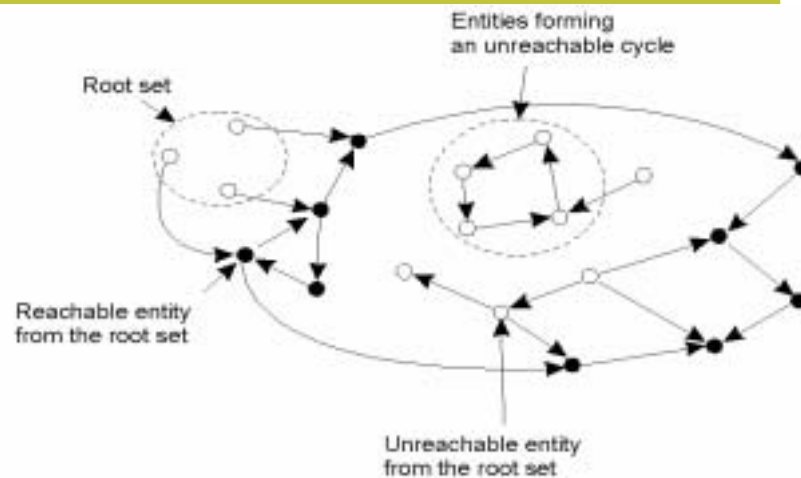 Entities forming
an unreachable cycle
Root set
Reachable entity
from the root set
Unreachable entity
from the root set